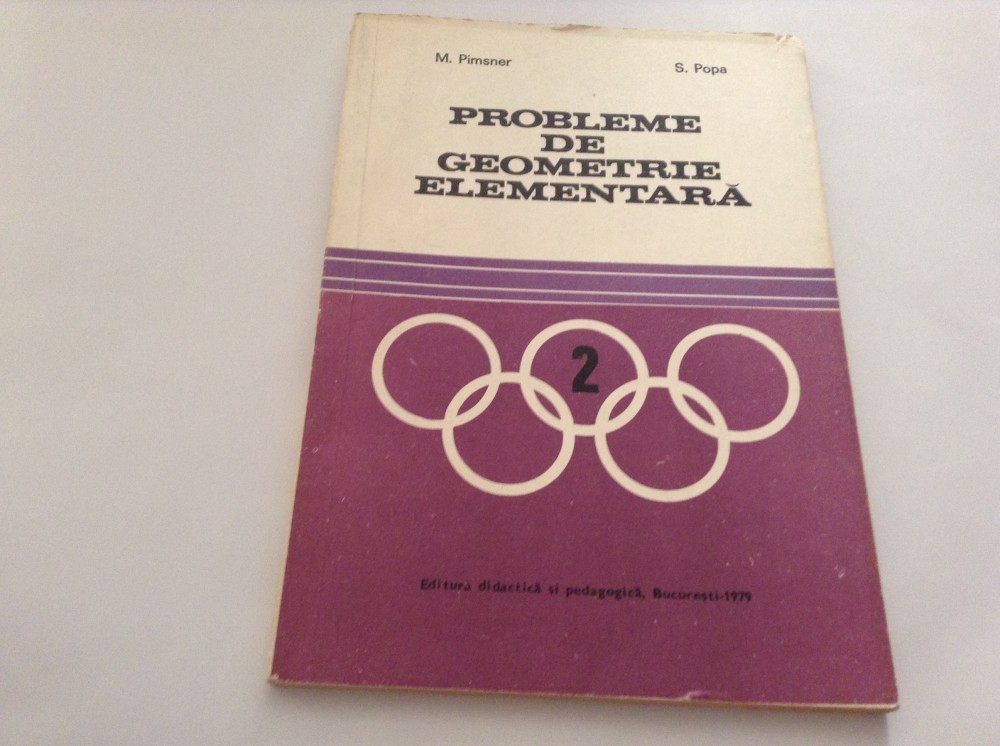 M. Pimsner S. Popa
PROBLEME
DE
GEOMETRIE
ELEMENTARĂ
2
Editura didactică și pedagogică, București-1979